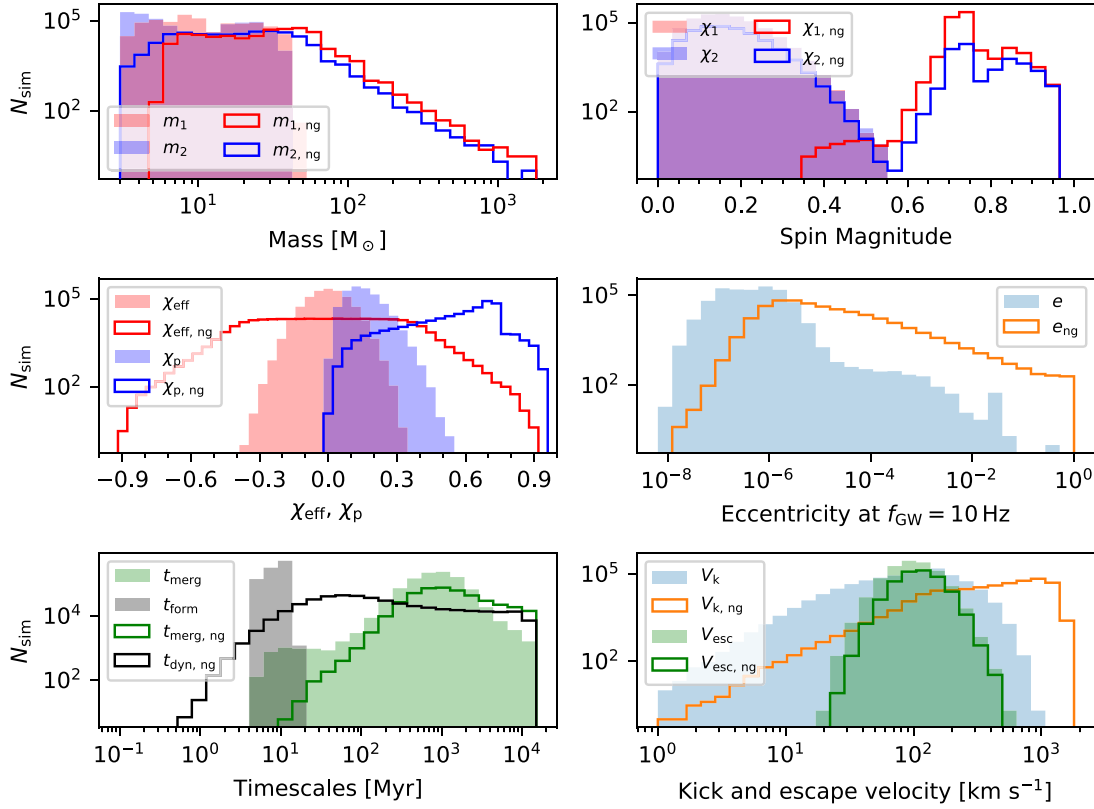 N_sim
10^5
10^2
m_1
m_1, ng
m_2
m_2, ng
10^1
10^2
10^3
Mass [M_⊙]
10^5
10^2
N_sim
χ_1
χ_1, ng
χ_2
χ_2, ng
0.0
0.2
0.4
0.6
0.8
1.0
Spin Magnitude
N_sim
10^5
10^2
χ_eff
χ_eff, ng
χ_p
χ_p, ng
−0.9
−0.6
−0.3
0.0
0.3
0.6
0.9
χ_eff, χ_p
N_sim
10^5
10^2
e
e_ng
10^−8
10^−6
10^−4
10^−2
10^0
Eccentricity at f_GW = 10 Hz
N_sim
10^4
10^2
t_merg
t_form
t_merg, ng
t_dyn, ng
10^−1
10^0
10^1
10^2
10^3
10^4
Timescales [Myr]
N_sim
10^5
10^2
V_k
V_k, ng
V_esc
V_esc, ng
10^0
10^1
10^2
10^3
Kick and escape velocity [km s^−1]